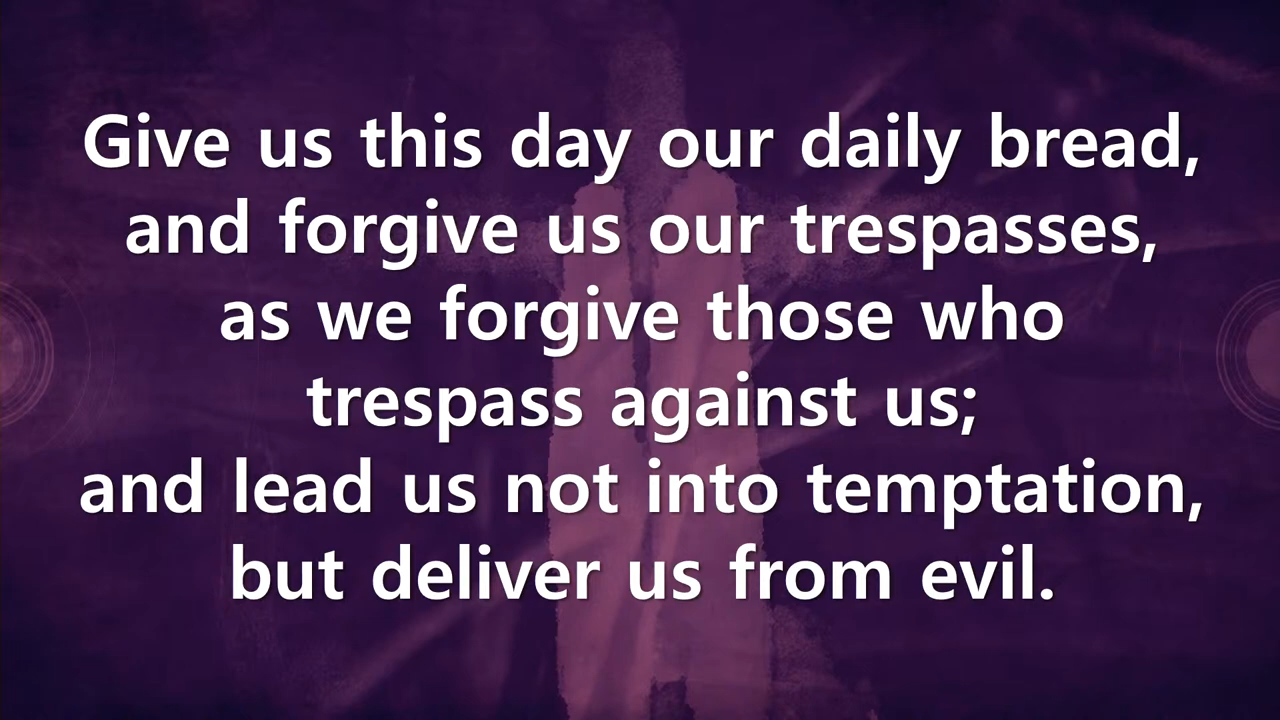 Give us this day our daily bread,
and forgive us our trespasses,
as we forgive those who
trespass against us;
and lead us not into temptation,
but deliver us from evil.